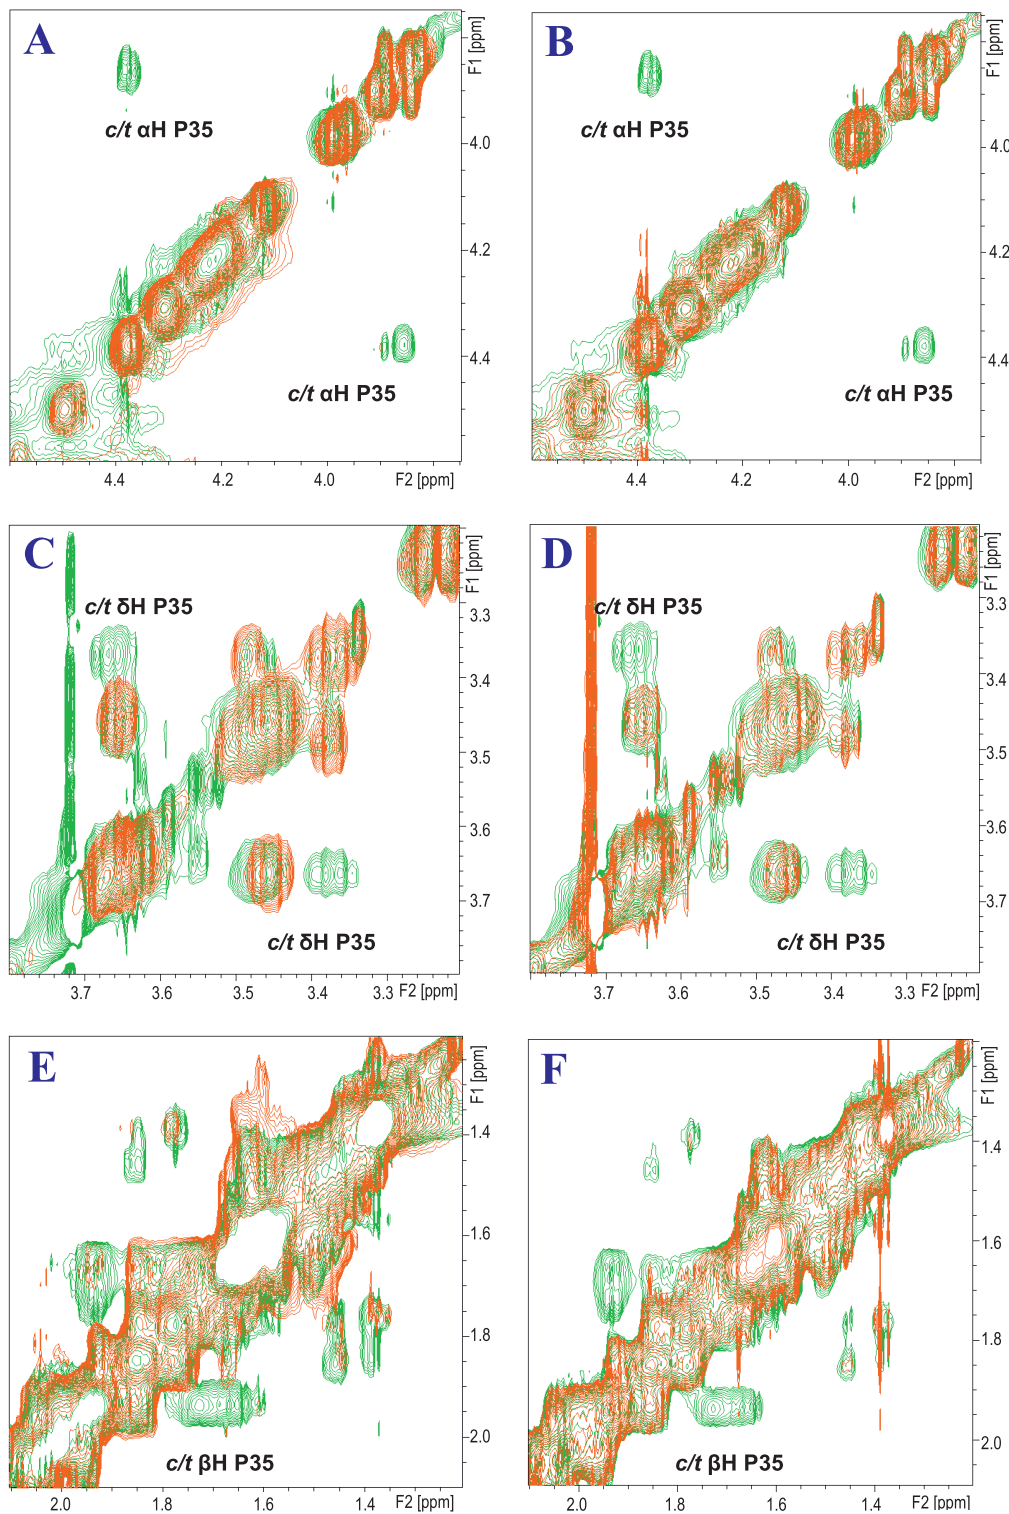 A
F1 [ppm]
c/t αH P35
4.0
4.2
4.4
c/t αH P35
4.4 4.2 4.0 F2 [ppm]
B
F1 [ppm]
c/t αH P35
4.0
4.2
4.4
c/t αH P35
4.4 4.2 4.0 F2 [ppm]
C
F1 [ppm]
c/t δH P35
3.3
3.4
3.5
3.6
3.7
c/t δH P35
3.7 3.6 3.5 3.4 3.3 F2 [ppm]
D
F1 [ppm]
c/t δH P35
3.3
3.4
3.5
3.6
3.7
c/t δH P35
3.7 3.6 3.5 3.4 3.3 F2 [ppm]
E
F1 [ppm]
1.4
1.6
1.8
2.0
c/t βH P35
2.0 1.8 1.6 1.4 F2 [ppm]
F
F1 [ppm]
1.4
1.6
1.8
2.0
c/t βH P35
2.0 1.8 1.6 1.4 F2 [ppm]